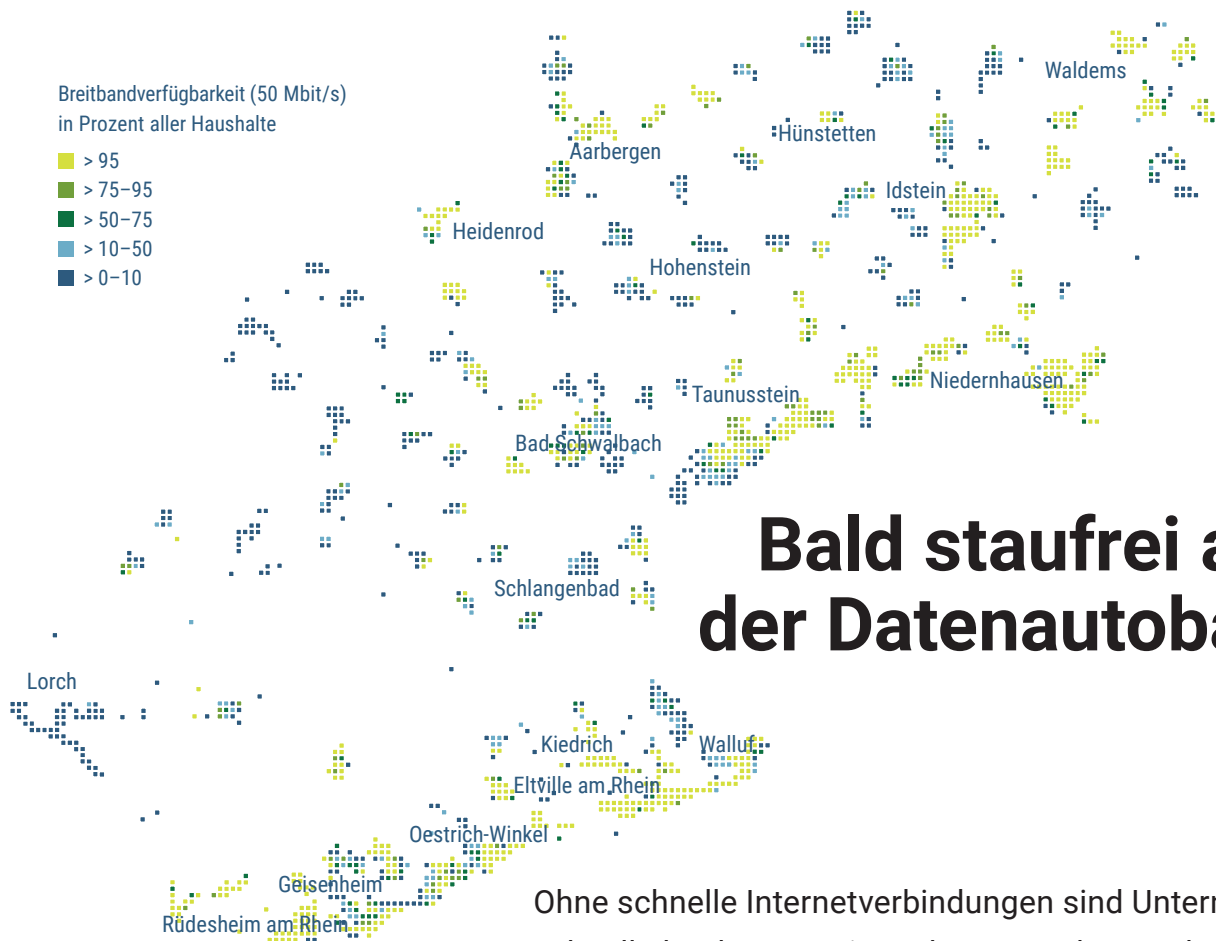 Breitbandverfügbarkeit (50 Mbit/s)
in Prozent aller Haushalte
> 95
> 75–95
> 50–75
> 10–50
> 0–10
Waldems
Hünstetten
Aarbergen
Idstein
Heidenrod
Hohenstein
Niedernhausen
Taunusstein
Bad Schwalbach
Schlangenbad
Lorch
Kiedrich
Walluf
Eltville am Rhein
Oestrich-Winkel
Geisenheim
Rüdesheim am Rhein
Bald staufrei a
der Datenautoba
Ohne schnelle Internetverbindungen sind Untern